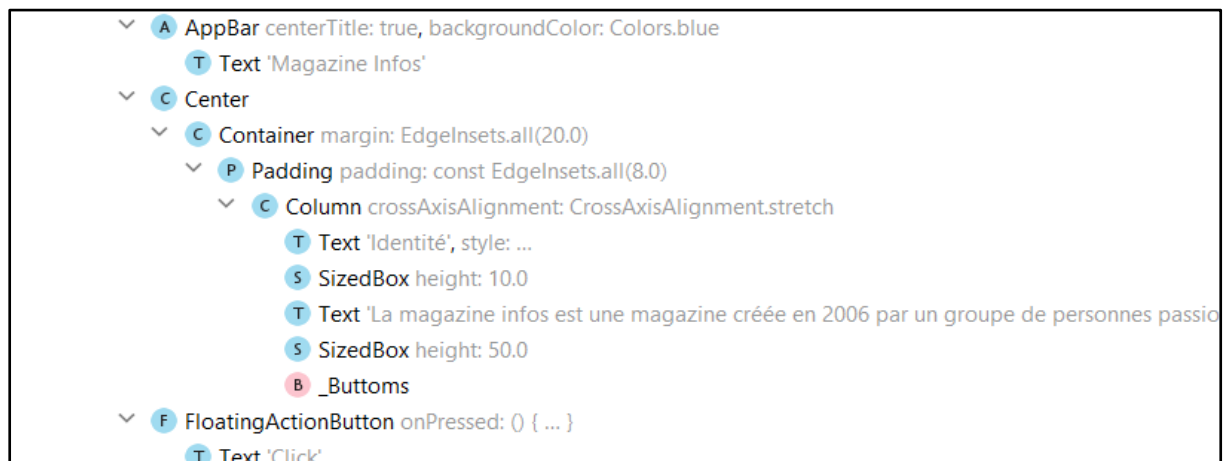 A AppBar centerTitle: true, backgroundColor: Colors.blue
T Text 'Magazine Infos'
C Center
C Container margin: EdgeInsets.all(20.0)
P Padding padding: const EdgeInsets.all(8.0)
C Column crossAxisAlignment: CrossAxisAlignment.stretch
T Text 'Identité', style: ...
S SizedBox height: 10.0
T Text 'La magazine infos est une magazine créée en 2006 par un groupe de personnes passio
S SizedBox height: 50.0
B _Buttoms
F FloatingActionButton onPressed: () { ... }
T Text 'Click'